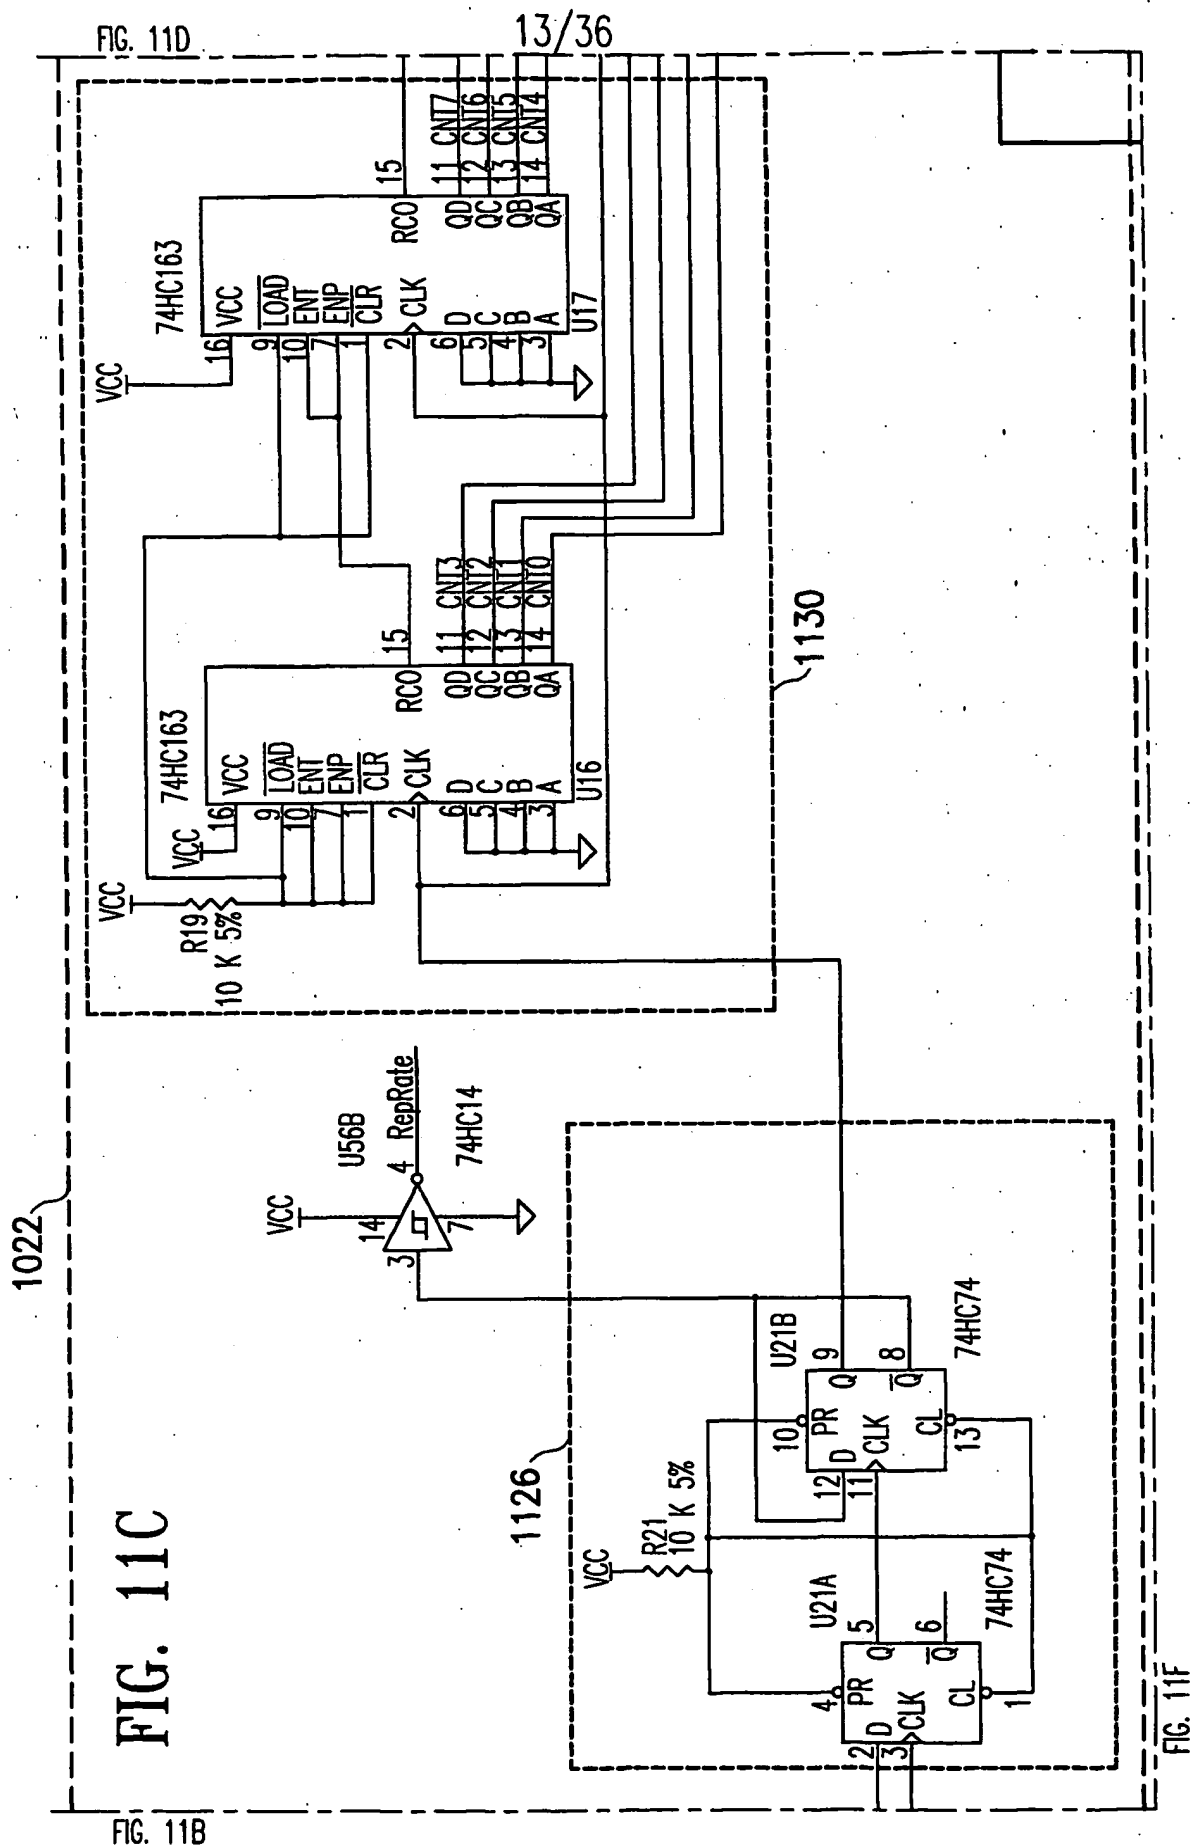 13/36
FIG. 11D
FIG. 11C
FIG. 11B
FIG. 11F
1022
1130
VCC
R19
10 K 5%
VCC
74HC163
16 VCC
9 LOAD
10 ENT
7 ENP
1 CLR
2 CLK
6 D
5 C
4 B
3 A
U16
RCO 15
QD 11 CNT3
QC 12 CNT2
QB 13 CNT1
QA 14 CNT0
VCC
74HC163
16 VCC
9 LOAD
10 ENT
7 ENP
1 CLR
2 CLK
6 D
5 C
4 B
3 A
U17
RCO 15
QD 11 CNT7
QC 12 CNT6
QB 13 CNT5
QA 14 CNT4
VCC
U56B
14
3
4 RepRate
7
74HC14
1126
VCC
R21
10 K 5%
U21A
4 PR
2 D
3 CLK
Q 5
Q 6
CL
1
74HC74
U21B
10 PR
12 D
11 CLK
Q 9
Q 8
CL
13
74HC74